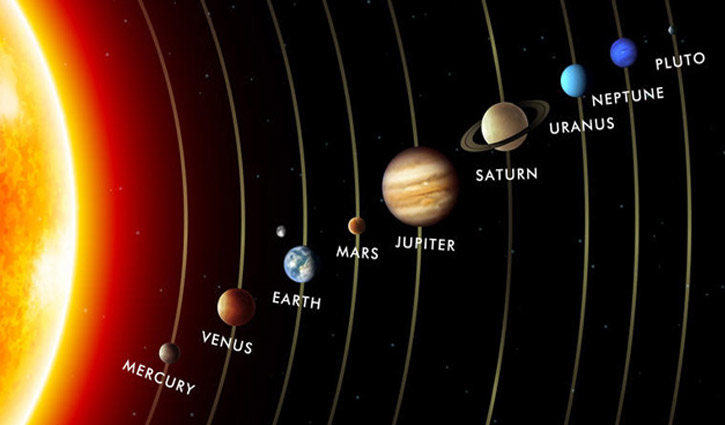 MERCURY
VENUS
EARTH
MARS
JUPITER
SATURN
URANUS
NEPTUNE
PLUTO